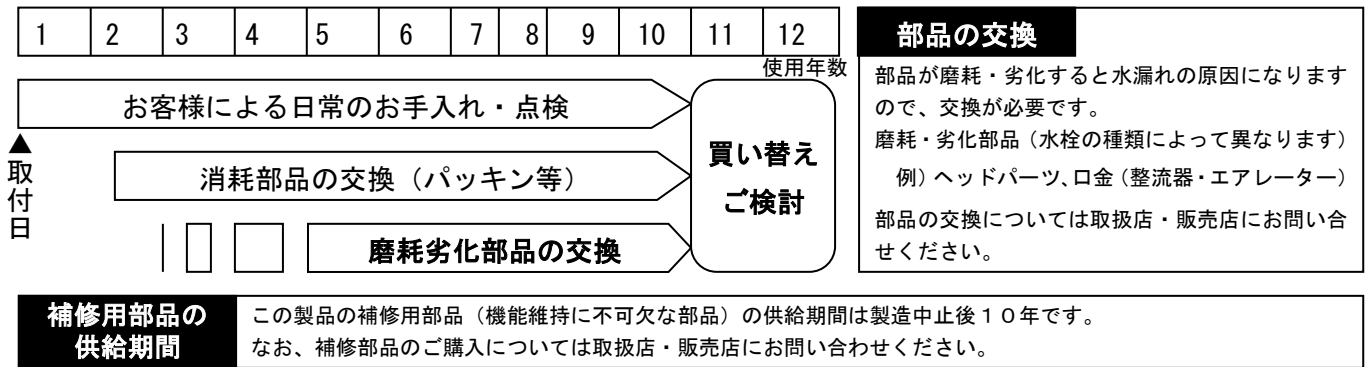 1 2 3 4 5 6 7 8 9 10 11 12
使用年数
お客様による日常のお手入れ・点検
▲取付日
消耗部品の交換（パッキン等）
磨耗劣化部品の交換
買い替え
ご検討
部品の交換
部品が磨耗・劣化すると水漏れの原因になります
ので、交換が必要です。
磨耗・劣化部品（水栓の種類によって異なります）
例）ヘッドパーツ、口金（整流器・エアレーター）
部品の交換については取扱店・販売店にお問い合
せください。
補修用部品の
供給期間
この製品の補修用部品（機能維持に不可欠な部品）の供給期間は製造中止後１０年です。
なお、補修部品のご購入については取扱店・販売店にお問い合わせください。